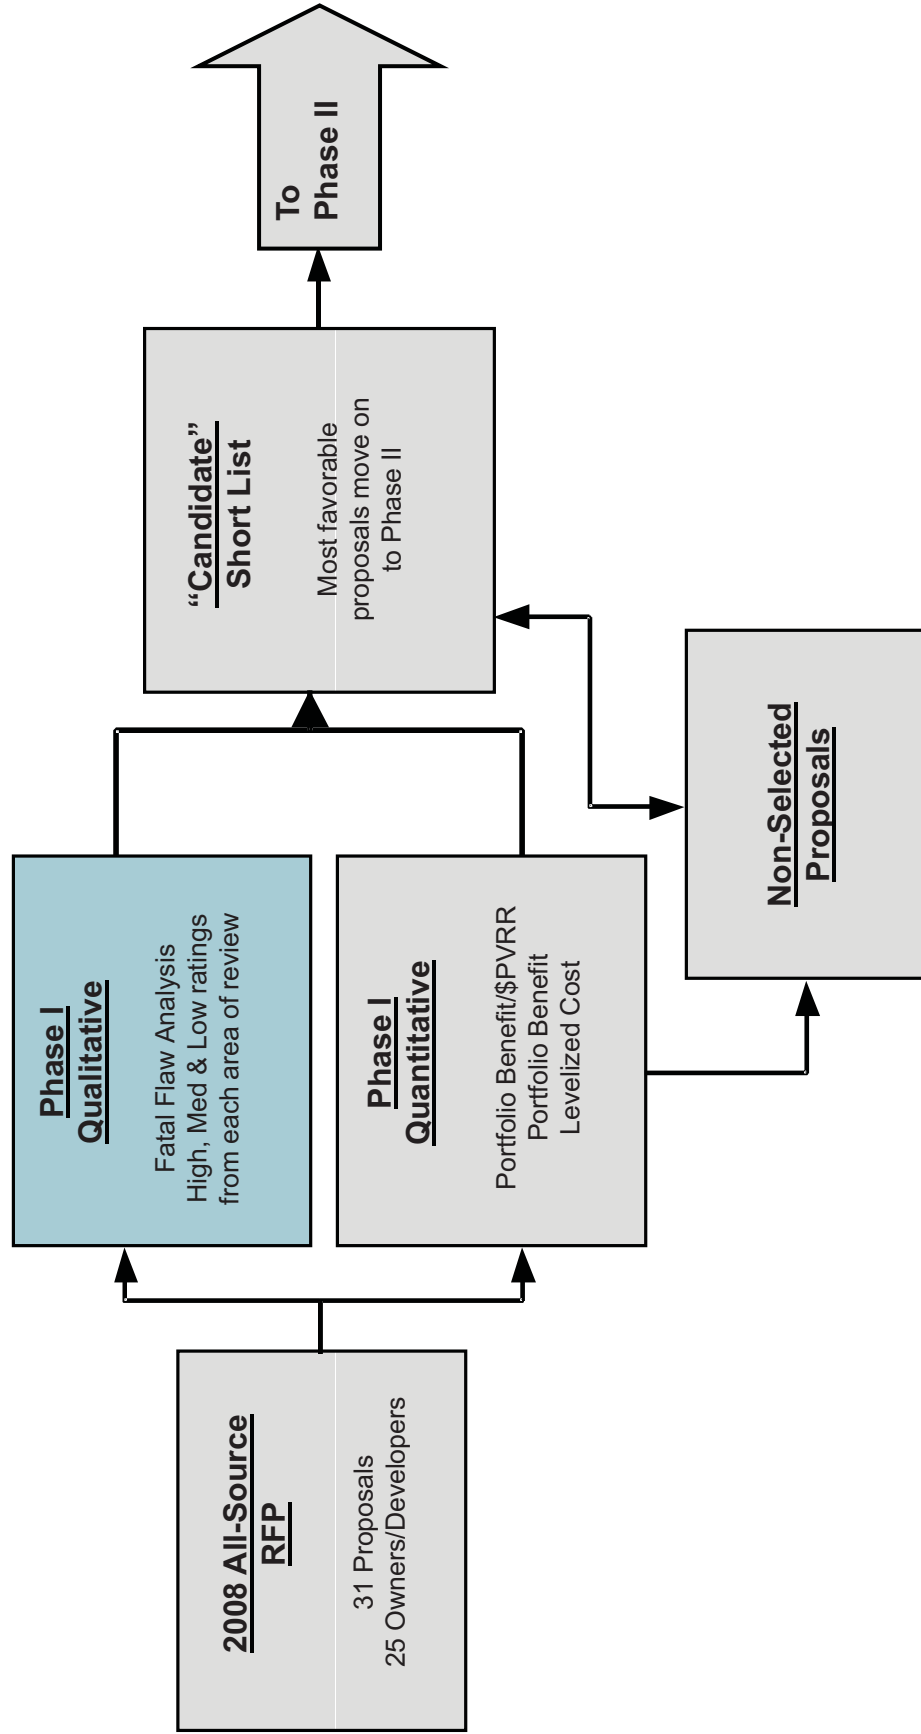 2008 All-Source
RFP
31 Proposals
25 Owners/Developers
Phase I
Qualitative
Fatal Flaw Analysis
High, Med & Low ratings
from each area of review
Phase I
Quantitative
Portfolio Benefit/$PVRR
Portfolio Benefit
Levelized Cost
“Candidate”
Short List
Most favorable
proposals move on
to Phase II
Non-Selected
Proposals
To
Phase II